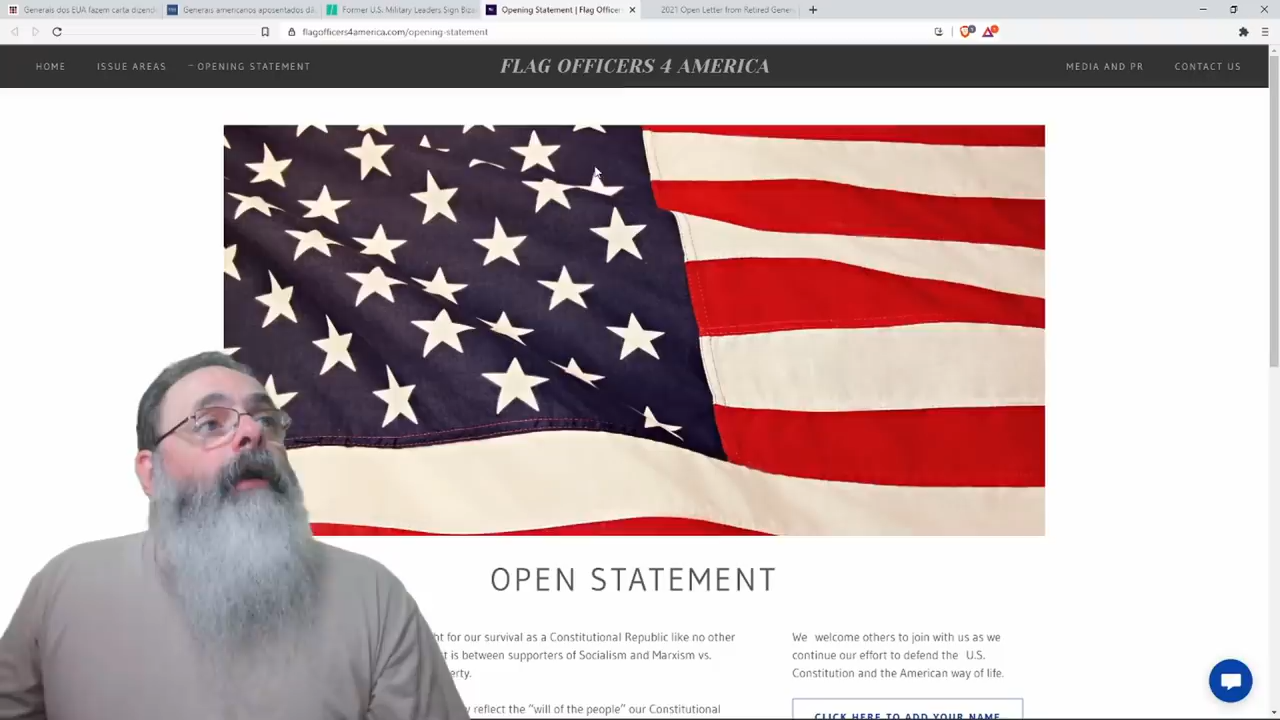 Generais dos EUA fazem carta dizend
Generais americanos aposentados dã
Former U.S. Military Leaders Sign Biza
Opening Statement | Flag Officer
2021 Open Letter from Retired Gener
flagofficers4america.com/opening-statement
HOME
ISSUE AREAS
OPENING STATEMENT
FLAG OFFICERS 4 AMERICA
MEDIA AND PR
CONTACT US
OPEN STATEMENT
ht for our survival as a Constitutional Republic like no other
t is between supporters of Socialism and Marxism vs.
erty.
y reflect the "will of the people" our Constitutional
We welcome others to join with us as we
continue our effort to defend the U.S.
Constitution and the American way of life.
CLICK HERE TO ADD YOUR NAME